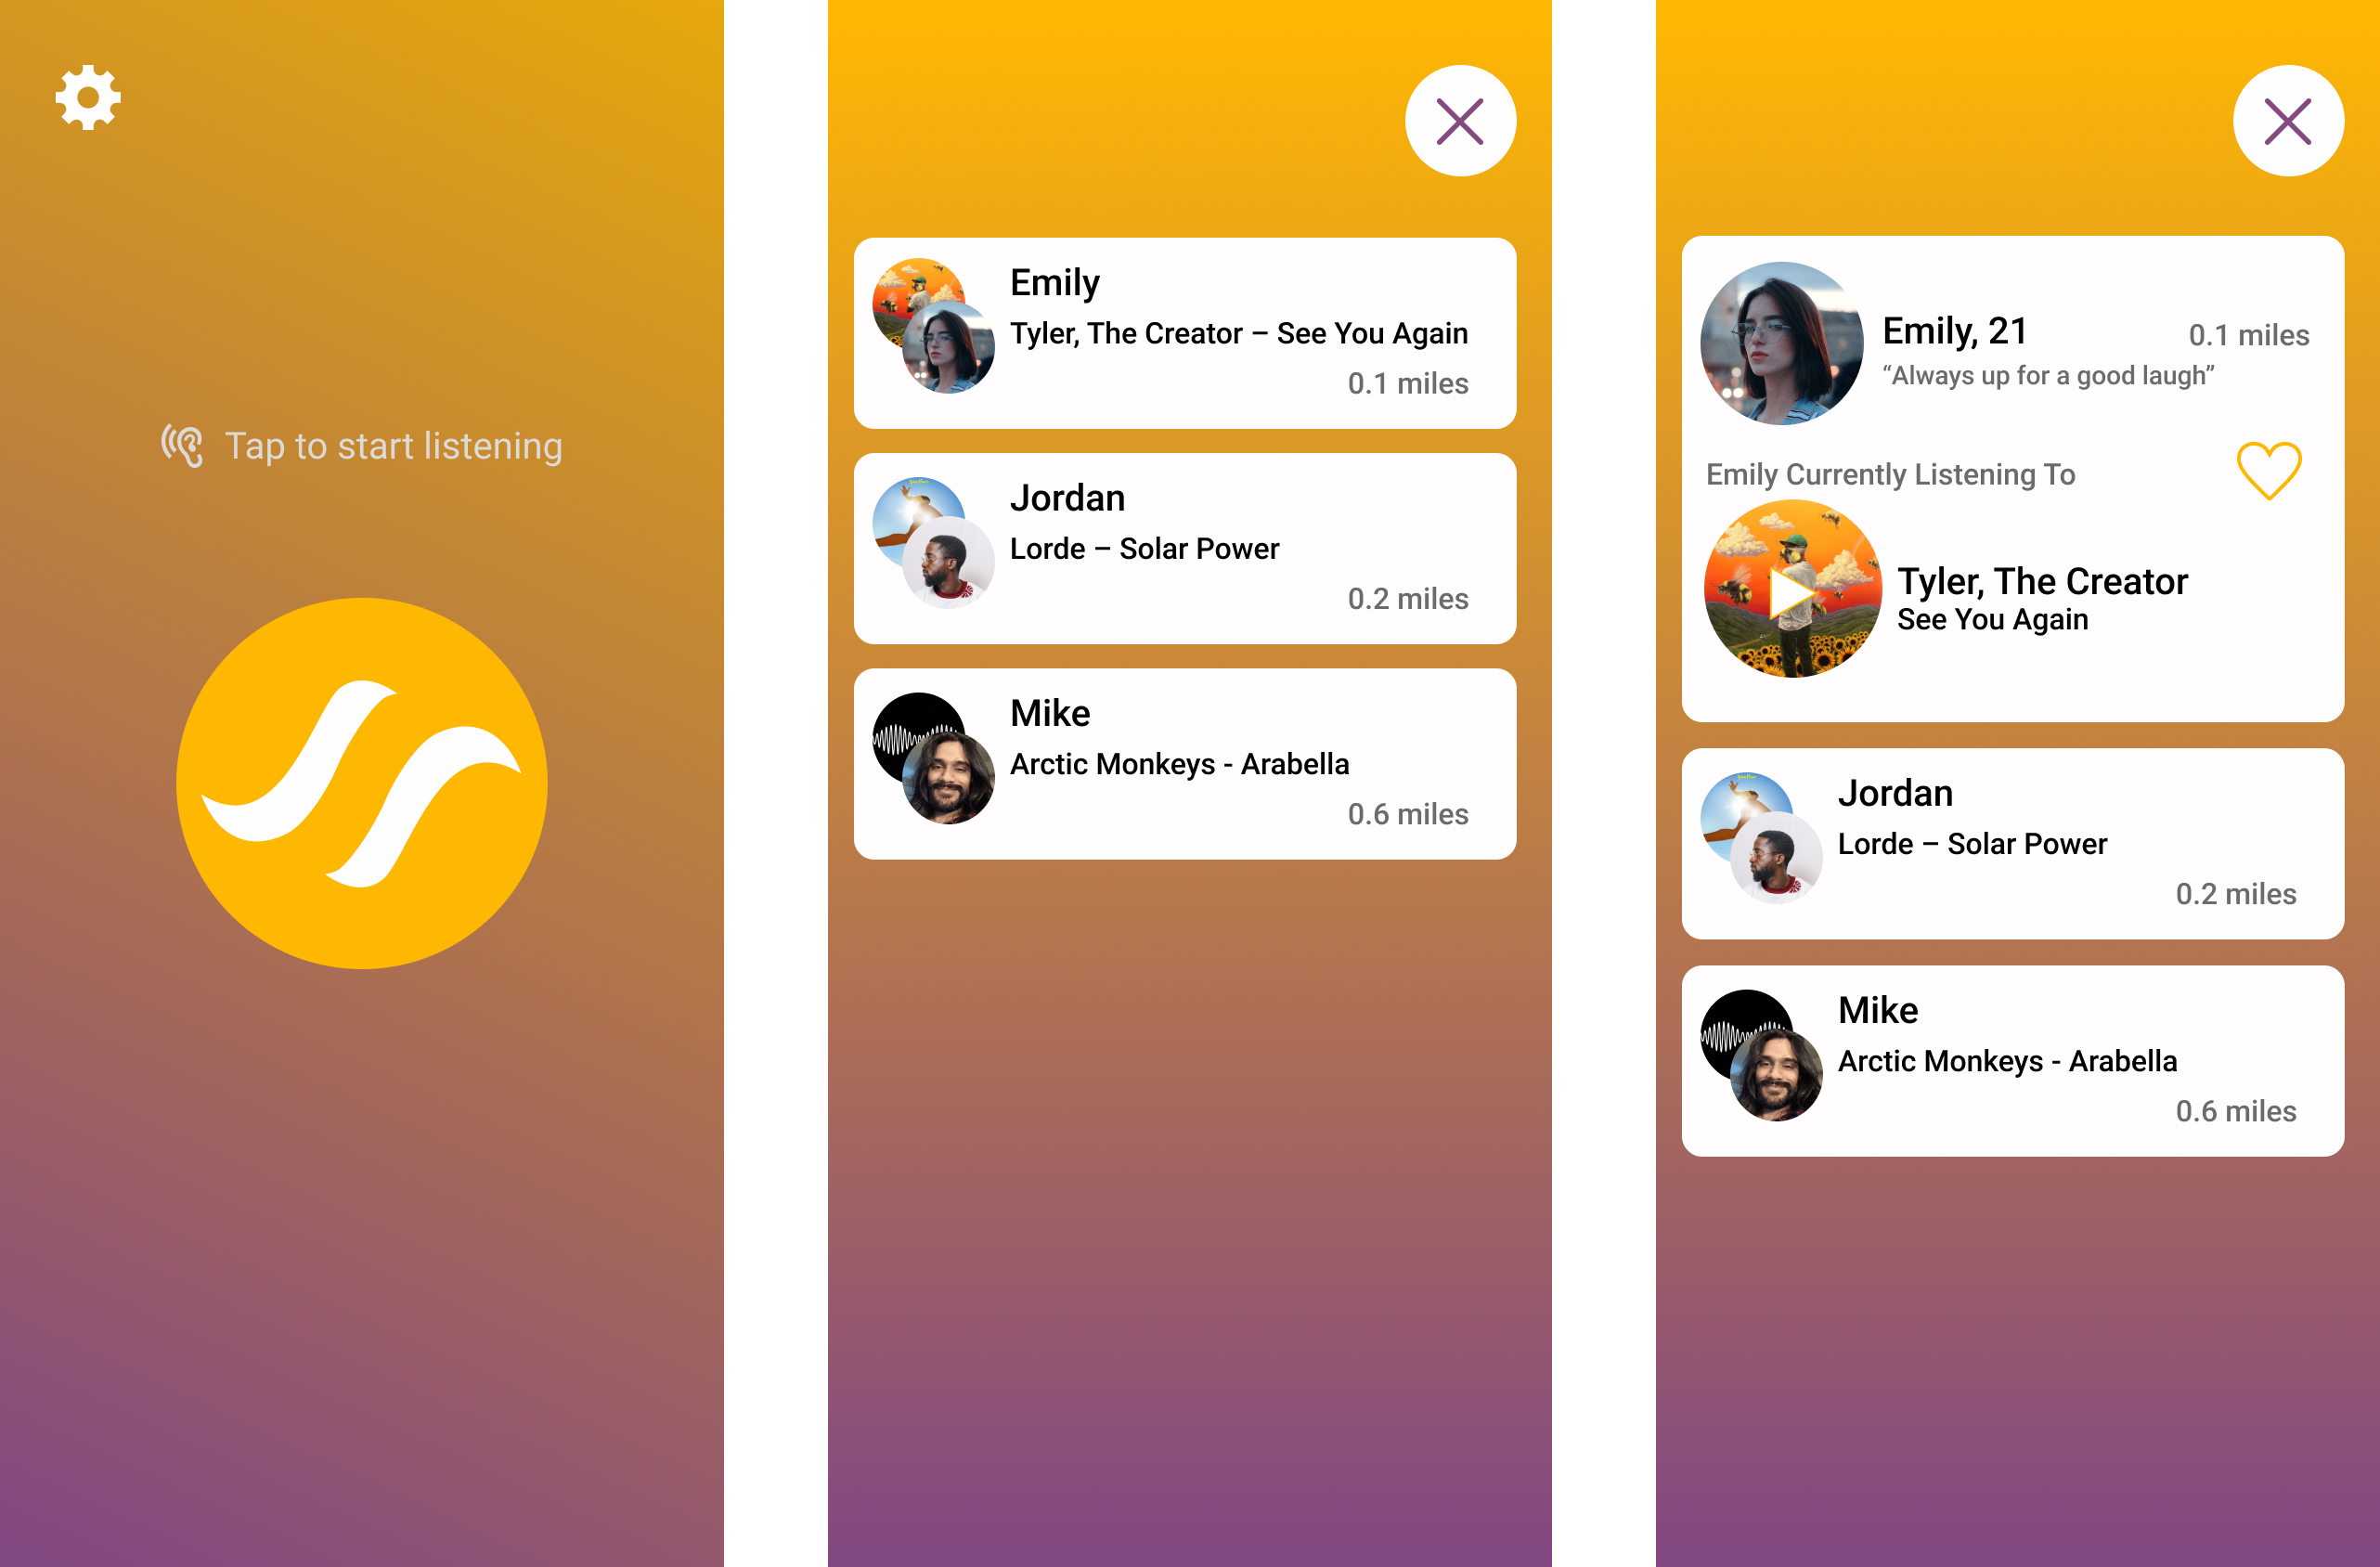 Tap to start listening
Emily
Tyler, The Creator – See You Again
0.1 miles
Jordan
Lorde – Solar Power
0.2 miles
Mike
Arctic Monkeys - Arabella
0.6 miles
Emily, 21
0.1 miles
“Always up for a good laugh”
Emily Currently Listening To
Tyler, The Creator
See You Again
Jordan
Lorde – Solar Power
0.2 miles
Mike
Arctic Monkeys - Arabella
0.6 miles